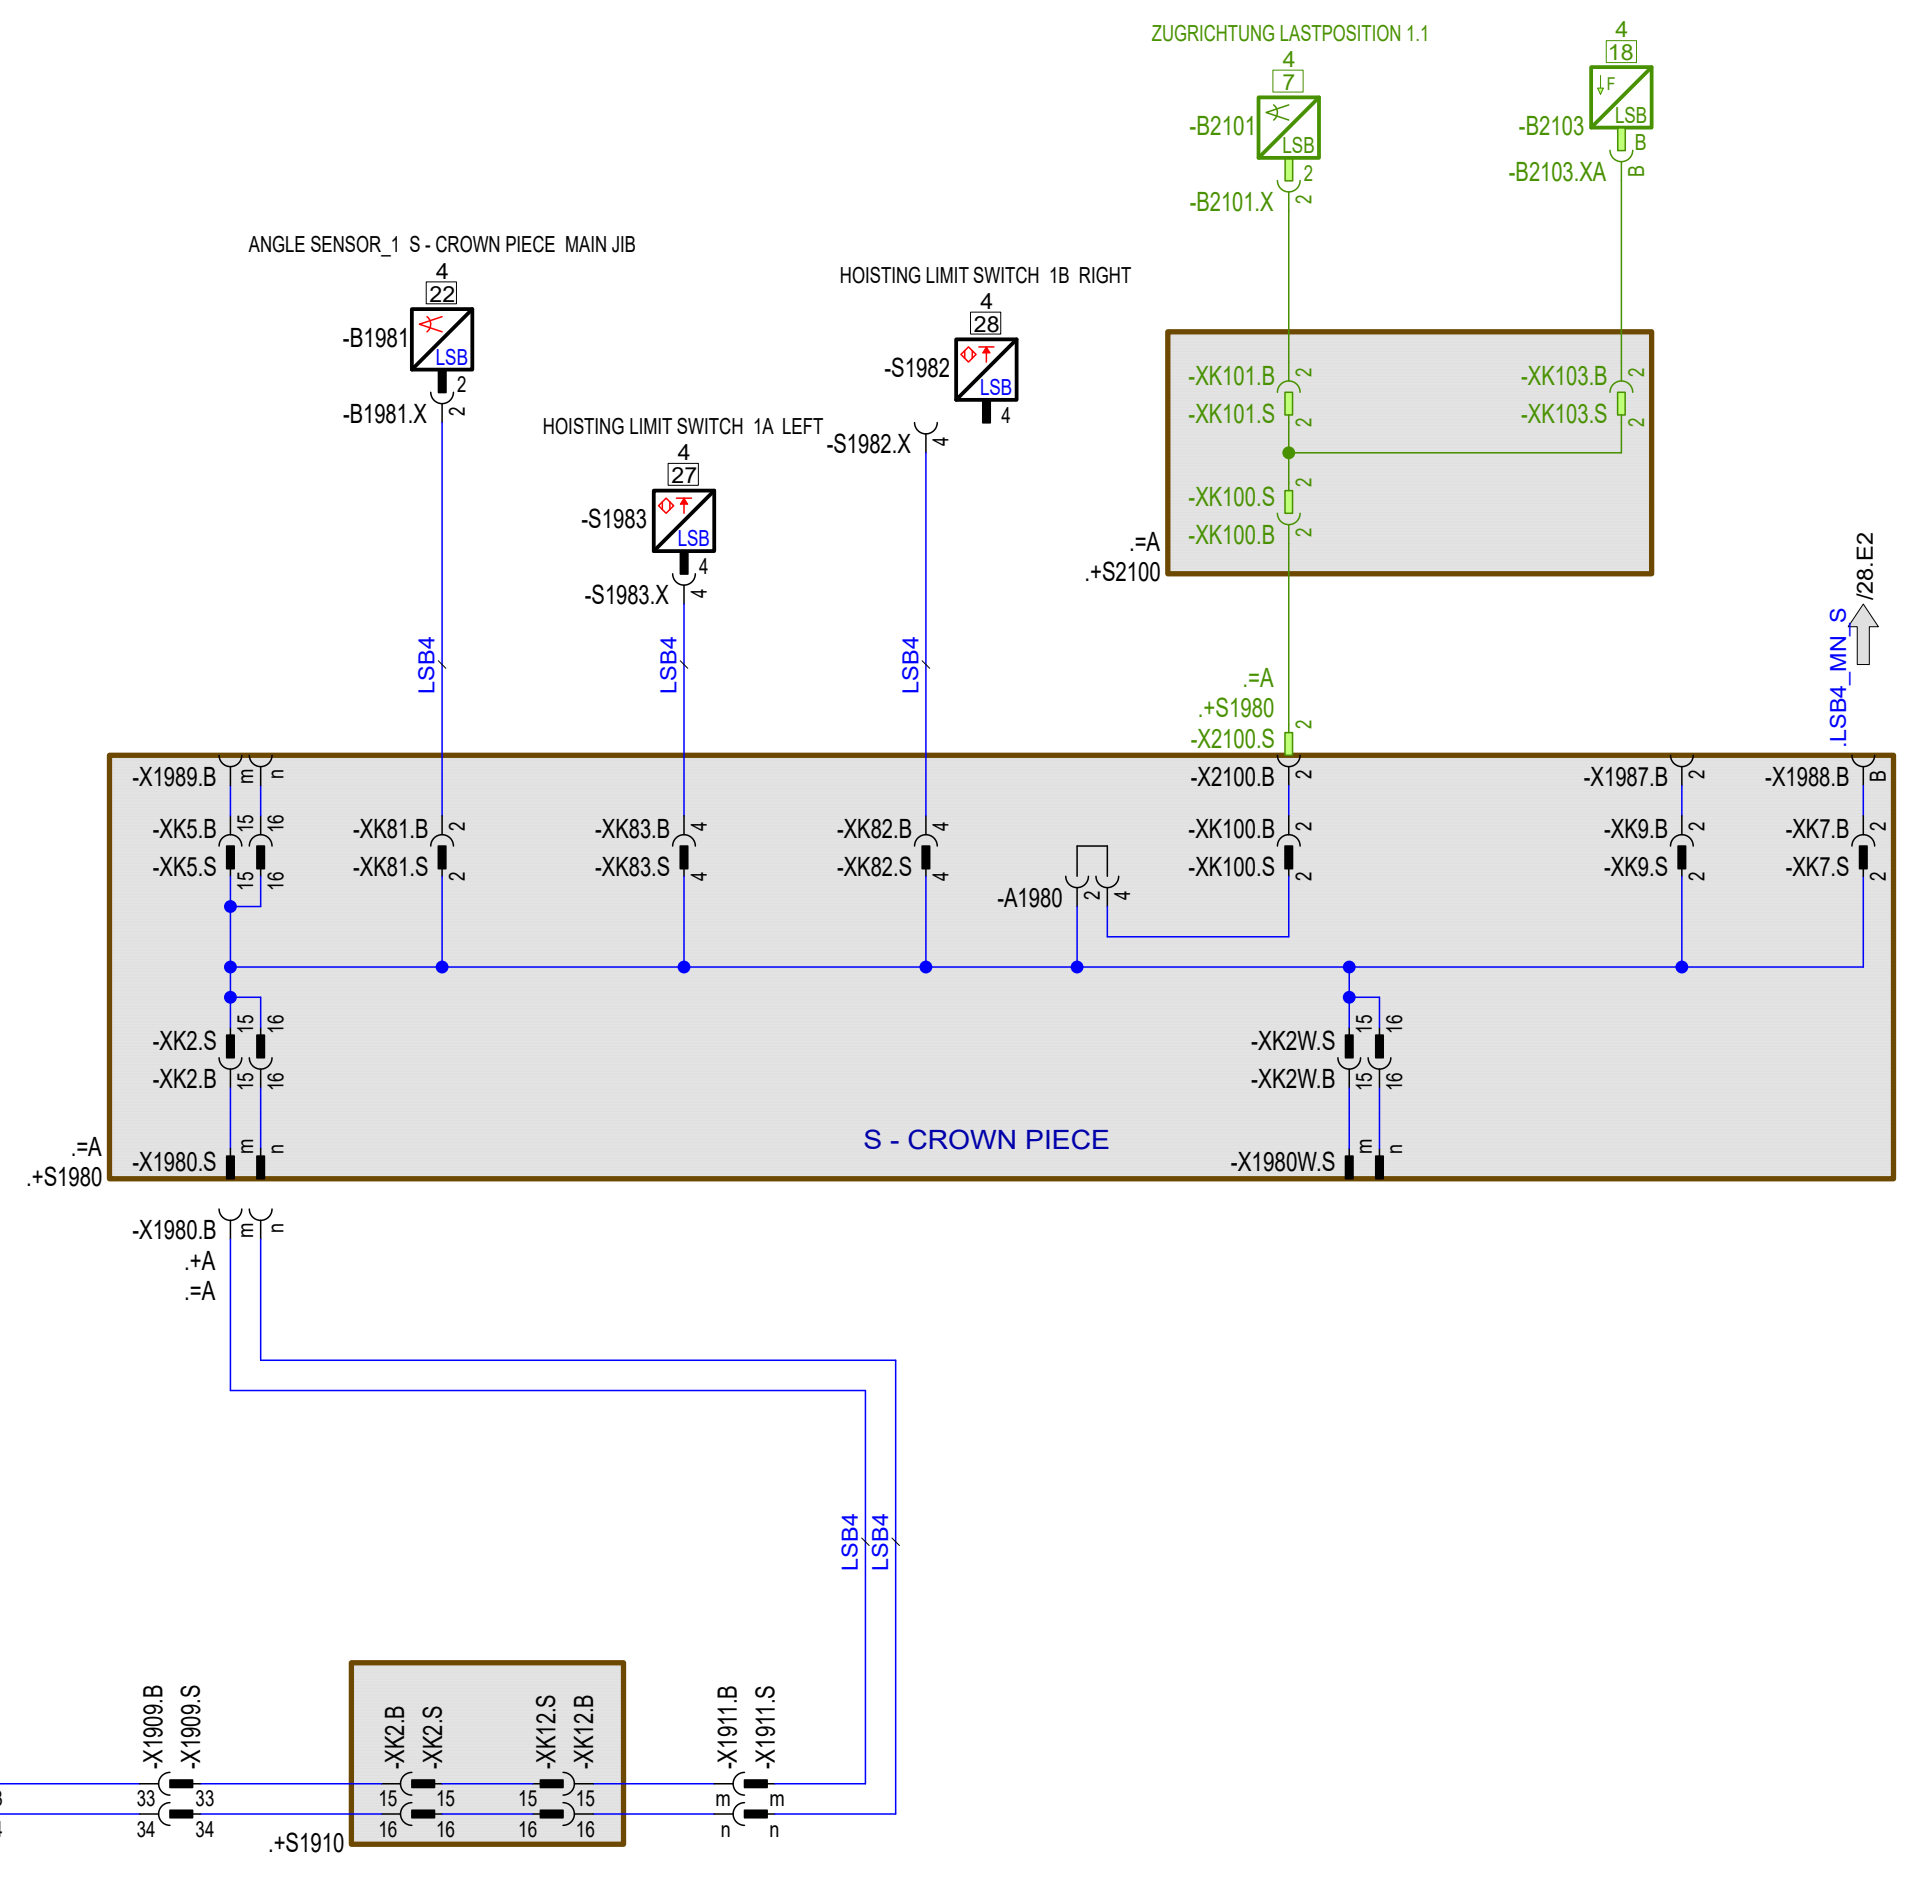 ZUGRICHTUNG LASTPOSITION 1.1
4
7
-B2101
LSB
2
-B2101.X
2
4
18
F
-B2103
LSB
B
-B2103.XA
B
ANGLE SENSOR_1 S - CROWN PIECE MAIN JIB
4
22
-B1981
LSB
2
-B1981.X
2
HOISTING LIMIT SWITCH 1B RIGHT
4
28
-S1982
LSB
4
-S1982.X
4
HOISTING LIMIT SWITCH 1A LEFT
4
27
-S1983
LSB
4
-S1983.X
4
-XK101.B
2
-XK101.S
2
-XK103.B
2
-XK103.S
2
-XK100.S
2
-XK100.B
2
.=A
.+S2100
/28.E2
.LSB4_MN_S
LSB4
LSB4
LSB4
.=A
.+S1980
-X2100.S
2
-X1989.B
m
n
-X2100.B
2
-X1987.B
2
-X1988.B
B
-XK5.B
15
16
-XK81.B
2
-XK83.B
4
-XK82.B
4
-XK100.B
2
-XK9.B
2
-XK7.B
2
-XK5.S
15
16
-XK81.S
2
-XK83.S
4
-XK82.S
4
-A1980
2
4
-XK100.S
2
-XK9.S
2
-XK7.S
2
-XK2.S
15
16
-XK2.B
15
16
-XK2W.S
15
16
-XK2W.B
15
16
S - CROWN PIECE
.=A
.+S1980
-X1980.S
m
n
-X1980W.S
m
n
-X1980.B
m
n
.+A
.=A
LSB4
LSB4
-X1909.B
-X1909.S
-XK2.B
-XK2.S
-XK12.S
-XK12.B
-X1911.B
-X1911.S
33
33
15
15
15
15
m
m
34
34
16
16
16
16
n
n
.+S1910